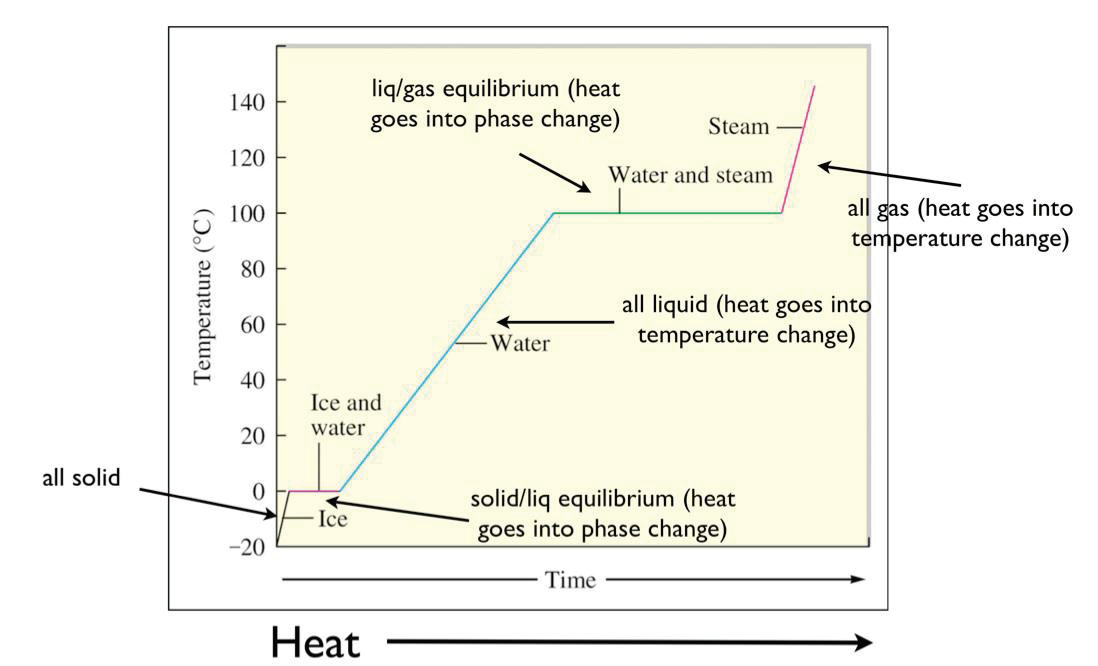 liq/gas equilibrium (heat
goes into phase change)
140
Steam
120
Water and steam
100
all gas (heat goes into
temperature change)
Temperature (°C)
80
all liquid (heat goes into
temperature change)
60
Water
40
Ice and
water
20
all solid
0
solid/liq equilibrium (heat
goes into phase change)
Ice
−20
Time
Heat